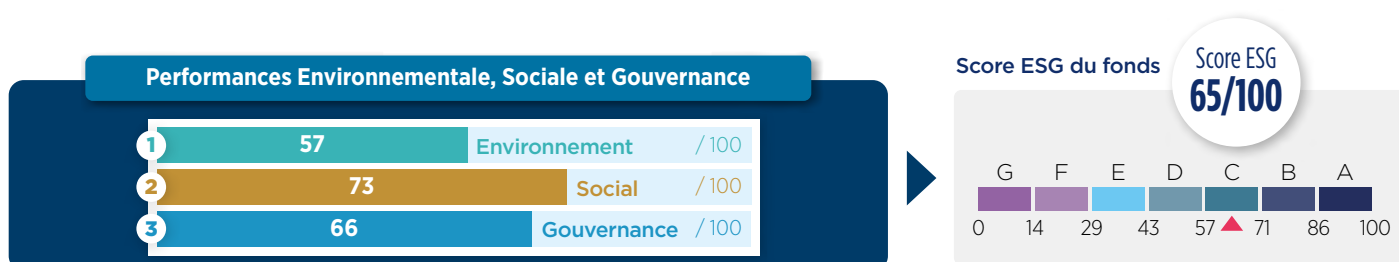 Performances Environnementale, Sociale et Gouvernance
1 57 Environnement / 100
2 73 Social / 100
3 66 Gouvernance / 100
Score ESG du fonds
Score ESG
65/100
G F E D C B A
0 14 29 43 57 71 86 100